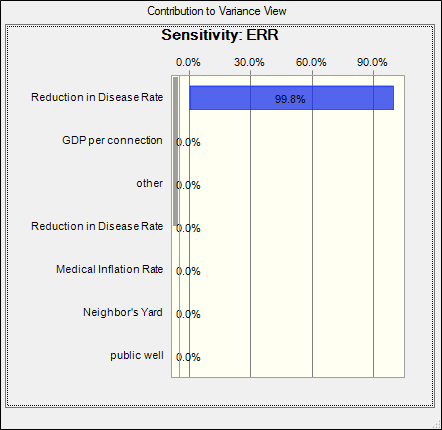 Contribution to Variance View
Sensitivity: ERR
0.0% 30.0% 60.0% 90.0%
Reduction in Disease Rate 99.8%
GDP per connection 0.0%
other 0.0%
Reduction in Disease Rate 0.0%
Medical Inflation Rate 0.0%
Neighbor's Yard 0.0%
public well 0.0%